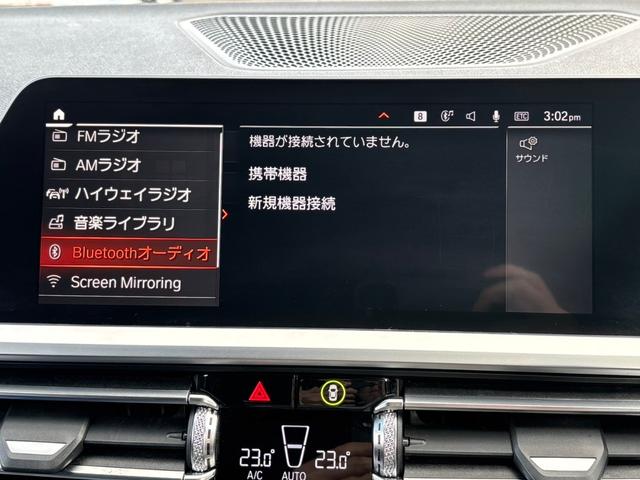 8
ETC
3:02pm
FMラジオ
AMラジオ
ハイウェイラジオ
音楽ライブラリ
Bluetoothオーディオ
Screen Mirroring
機器が接続されていません。
携帯機器
新規機器接続
サウンド
23.0 23.0
A/C AUTO